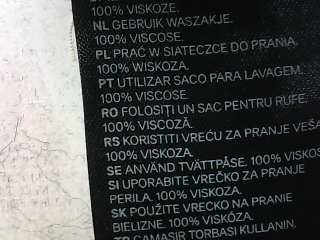 100% VISKOZE.
NL GEBRUIK WASZAKJE.
100% VISCOSE.
PL PRAĆ W SIATECZCE DO PRANIA.
100% WISKOZA.
PT UTILIZAR SACO PARA LAVAGEM.
100% VISCOSE.
RO FOLOSIȚI UN SAC PENTRU RUFE.
100% VISCOZĂ.
RS KORISTITI VREĆU ZA PRANJE VEŠA
100% VISKOZA.
SE ANVÄND TVÄTTPÅSE. 100% VISKOS
SI UPORABITE VREČKO ZA PRANJE
PERILA. 100% VISKOZA.
SK POUŽITE VRECKO NA PRANIE
BIELIZNE. 100% VISKÓZA.
TR ÇAMAŞIR TORBASI KULLANIN.